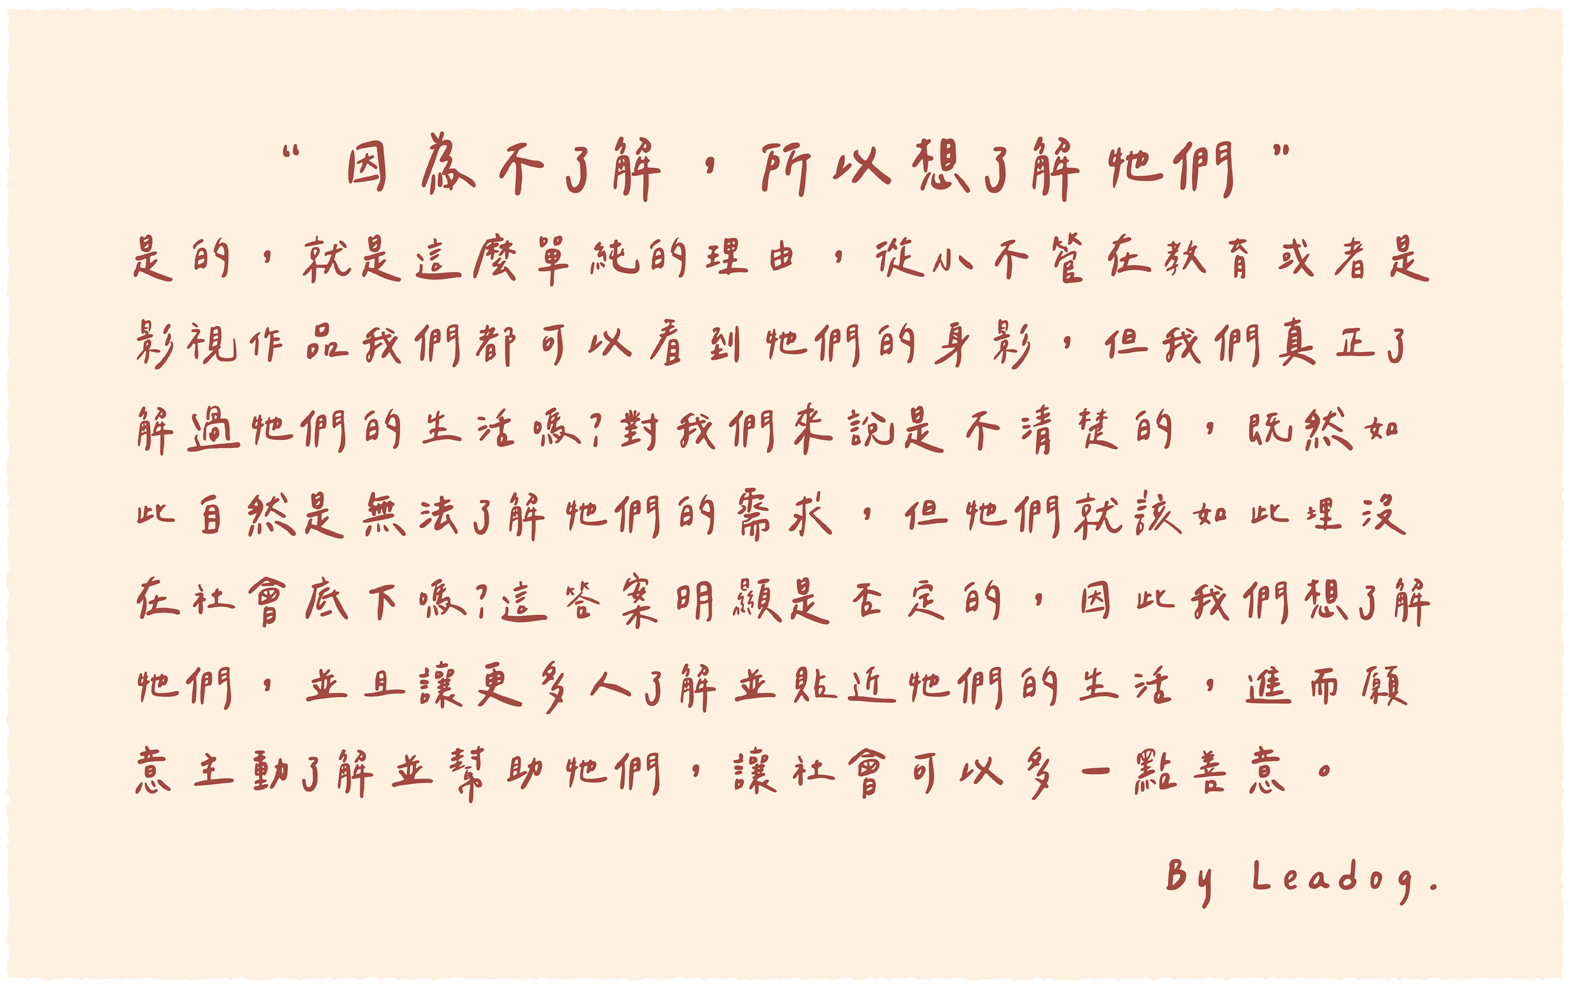 “因為不了解，所以想了解牠們”
是的，就是這麼單純的理由，從小不管在教育或者是
影視作品我們都可以看到牠們的身影，但我們真正了
解過牠們的生活嗎?對我們來說是不清楚的，既然如
此自然是無法了解牠們的需求，但牠們就該如此埋沒
在社會底下嗎?這答案明顯是否定的，因此我們想了解
牠們，並且讓更多人了解並貼近牠們的生活，進而願
意主動了解並幫助牠們，讓社會可以多一點善意。
By Leadog.